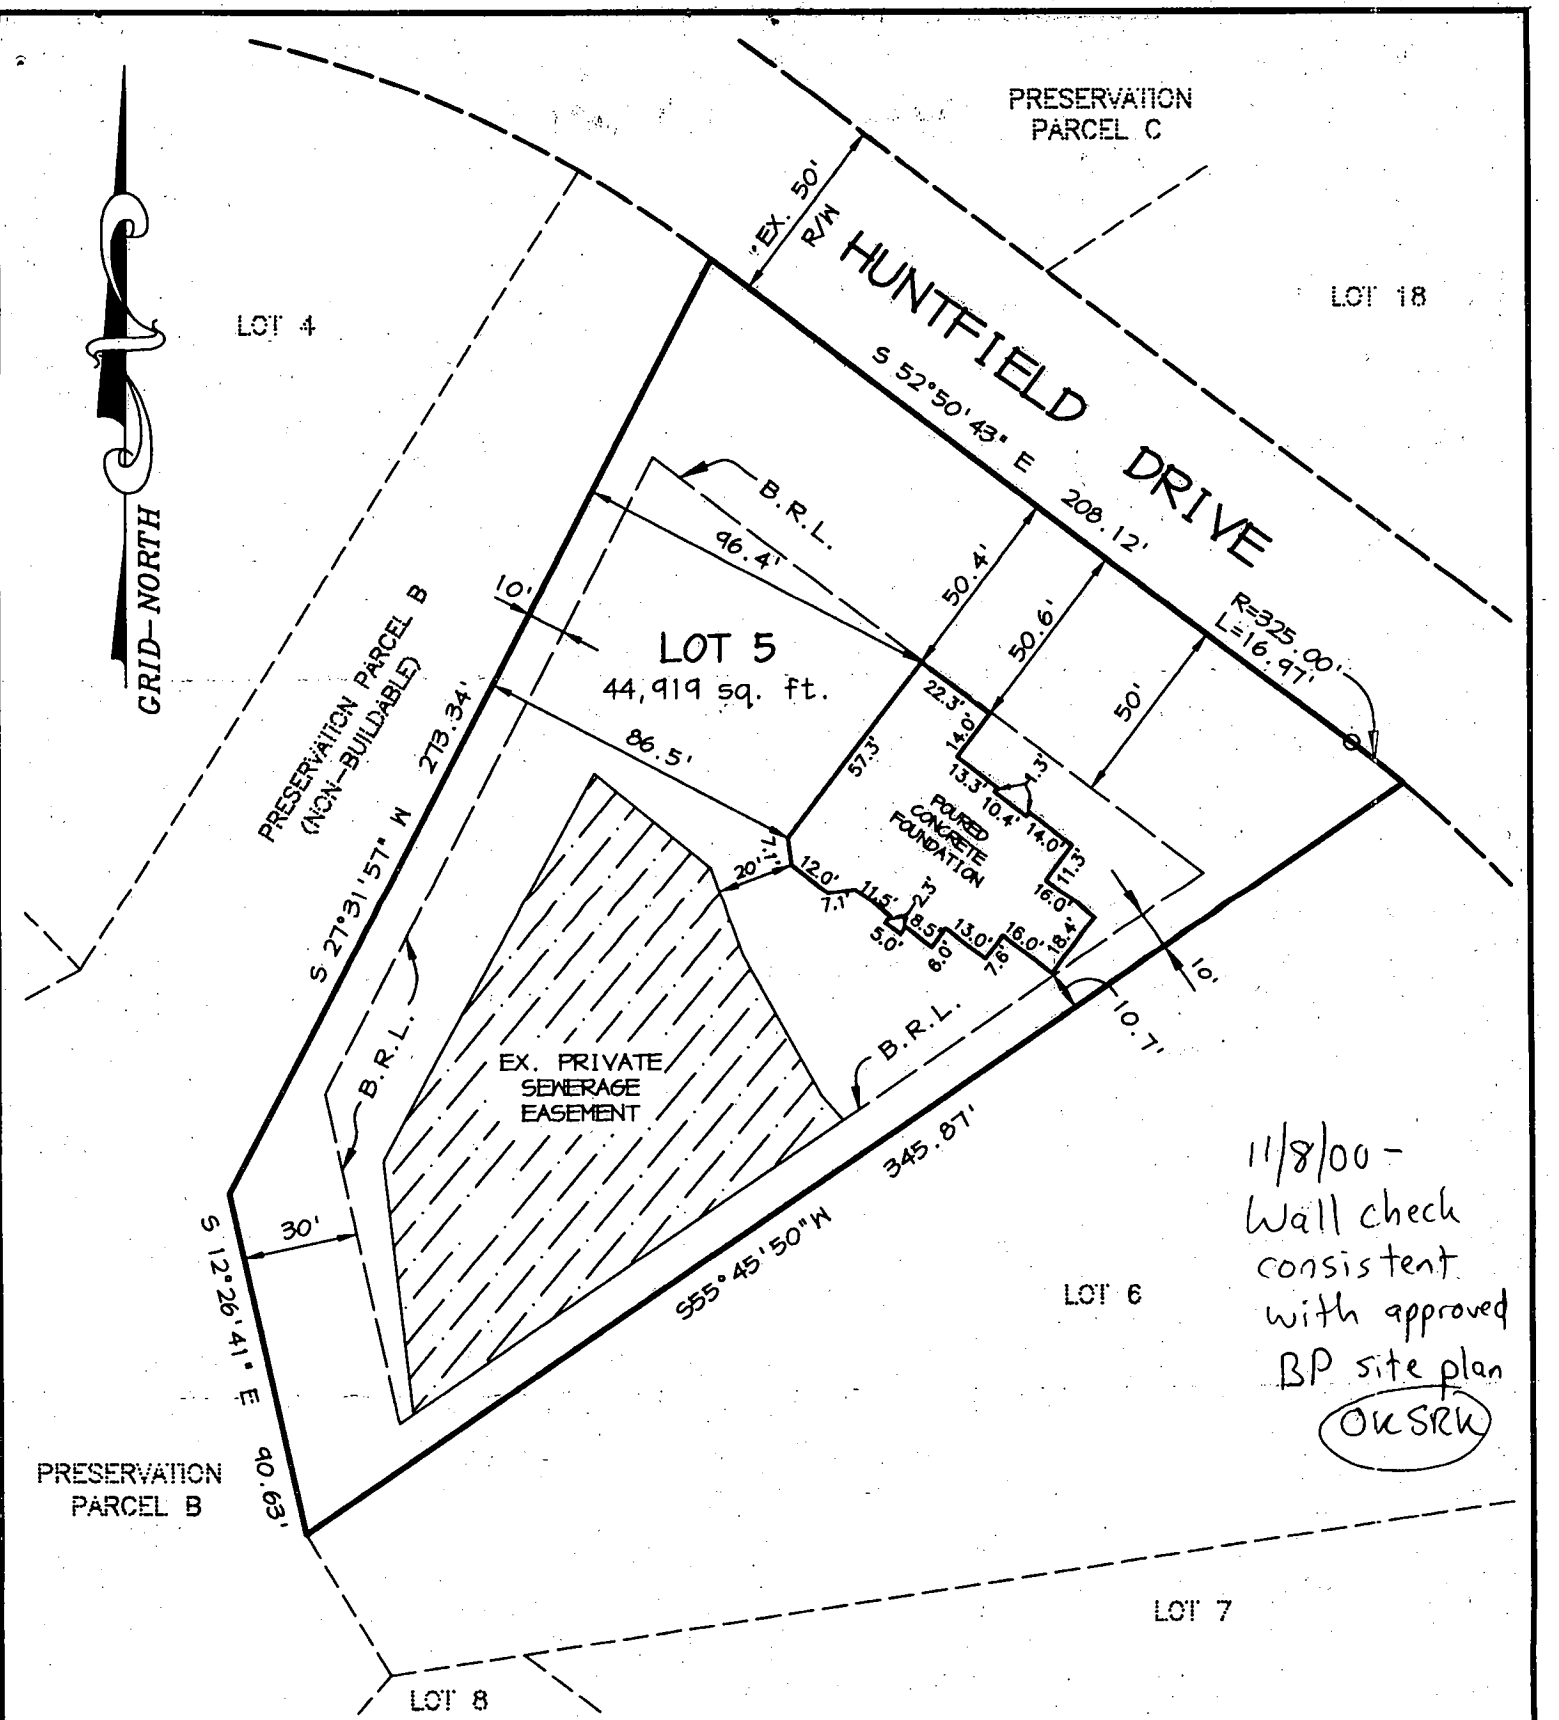 PRESERVATION
PARCEL C
EX. 50'
R/W
HUNTFIELD DRIVE
LOT 18
LOT 4
S 52°50'43" E 208.12'
GRID-NORTH
B.R.L.
96.4'
50.4'
50.6'
50'
R=325.00'
L=16.97'
10'
LOT 5
44,919 sq. ft.
PRESERVATION PARCEL B
(NON-BUILDABLE)
S 27°31'57" W 273.34'
86.5'
22.3'
14.0'
57.3'
13.3'
1.3'
10.4'
14.0'
11.3'
16.0'
18.4'
POURED
CONCRETE
FOUNDATION
7.1'
20'
12.0'
7.1'
11.5'
2.3'
5.0'
8.5'
6.0'
13.0'
7.6'
16.0'
10'
10.7'
B.R.L.
B.R.L.
EX. PRIVATE
SEWERAGE
EASEMENT
345.87'
S55°45'50"W
30'
S 12°26'41" E 90.63'
LOT 6
11/8/00 -
Wall check
consistent
with approved
BP site plan
OK SRK
PRESERVATION
PARCEL B
LOT 7
LOT 8